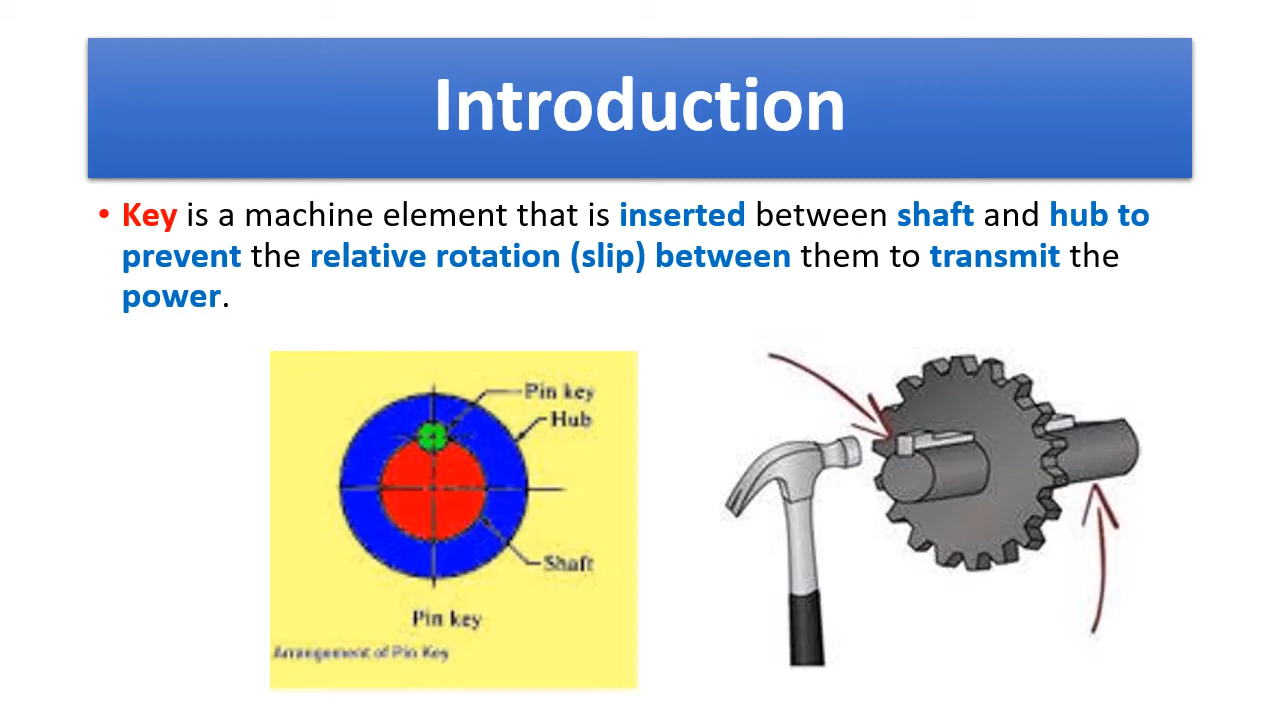 Introduction
• Key is a machine element that is inserted between shaft and hub to
prevent the relative rotation (slip) between them to transmit the
power.
Pin key
Hub
Shaft
Pin key
Arrangement of Pin Key